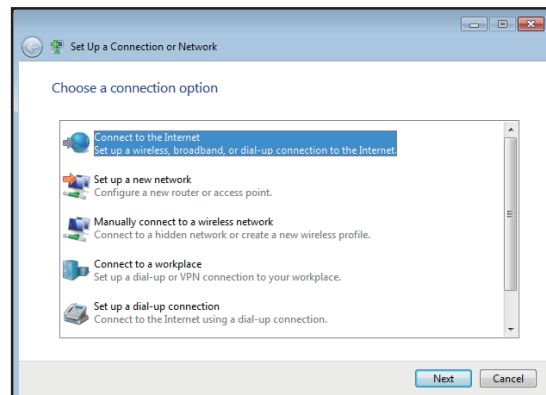 Set Up a Connection or Network
Choose a connection option
Connect to the Internet
Set up a wireless, broadband, or dial-up connection to the Internet.
Set up a new network
Configure a new router or access point.
Manually connect to a wireless network
Connect to a hidden network or create a new wireless profile.
Connect to a workplace
Set up a dial-up or VPN connection to your workplace.
Set up a dial-up connection
Connect to the Internet using a dial-up connection.
Next Cancel